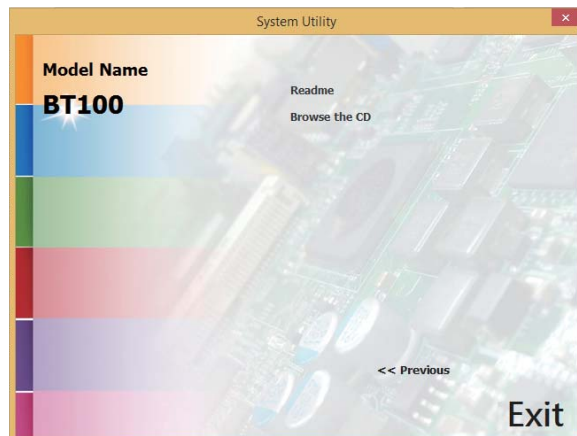 System Utility
Model Name
BT100
Readme
Browse the CD
<< Previous
Exit